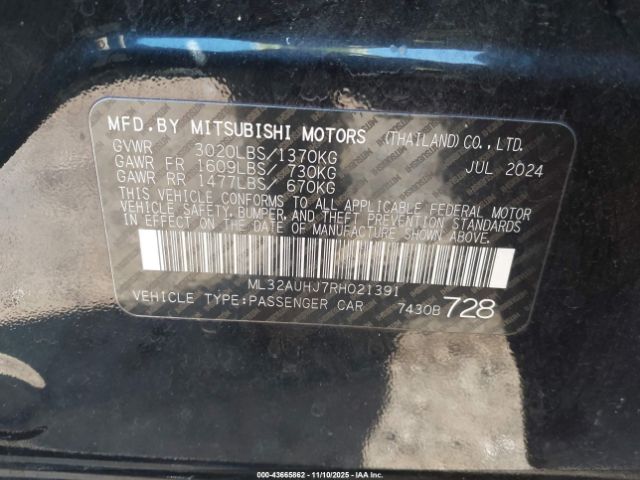 MFD.BY MITSUBISHI MOTORS (THAILAND)CO.,LTD.
GVWR 3020LBS/1370KG JUL 2024
GAWR FR 1609LBS/ 730KG
GAWR RR 1477LBS/ 670KG
THIS VEHICLE CONFORMS TO ALL APPLICABLE FEDERAL MOTOR
VEHICLE SAFETY, BUMPER, AND THEFT PREVENTION STANDARDS
IN EFFECT ON THE DATE OF MANUFACTURE SHOWN ABOVE.
ML32AUHJ7RH021391
VEHICLE TYPE:PASSENGER CAR 7430B 728
000-43665862 - 11/10/2025 - IAAHQCAPP